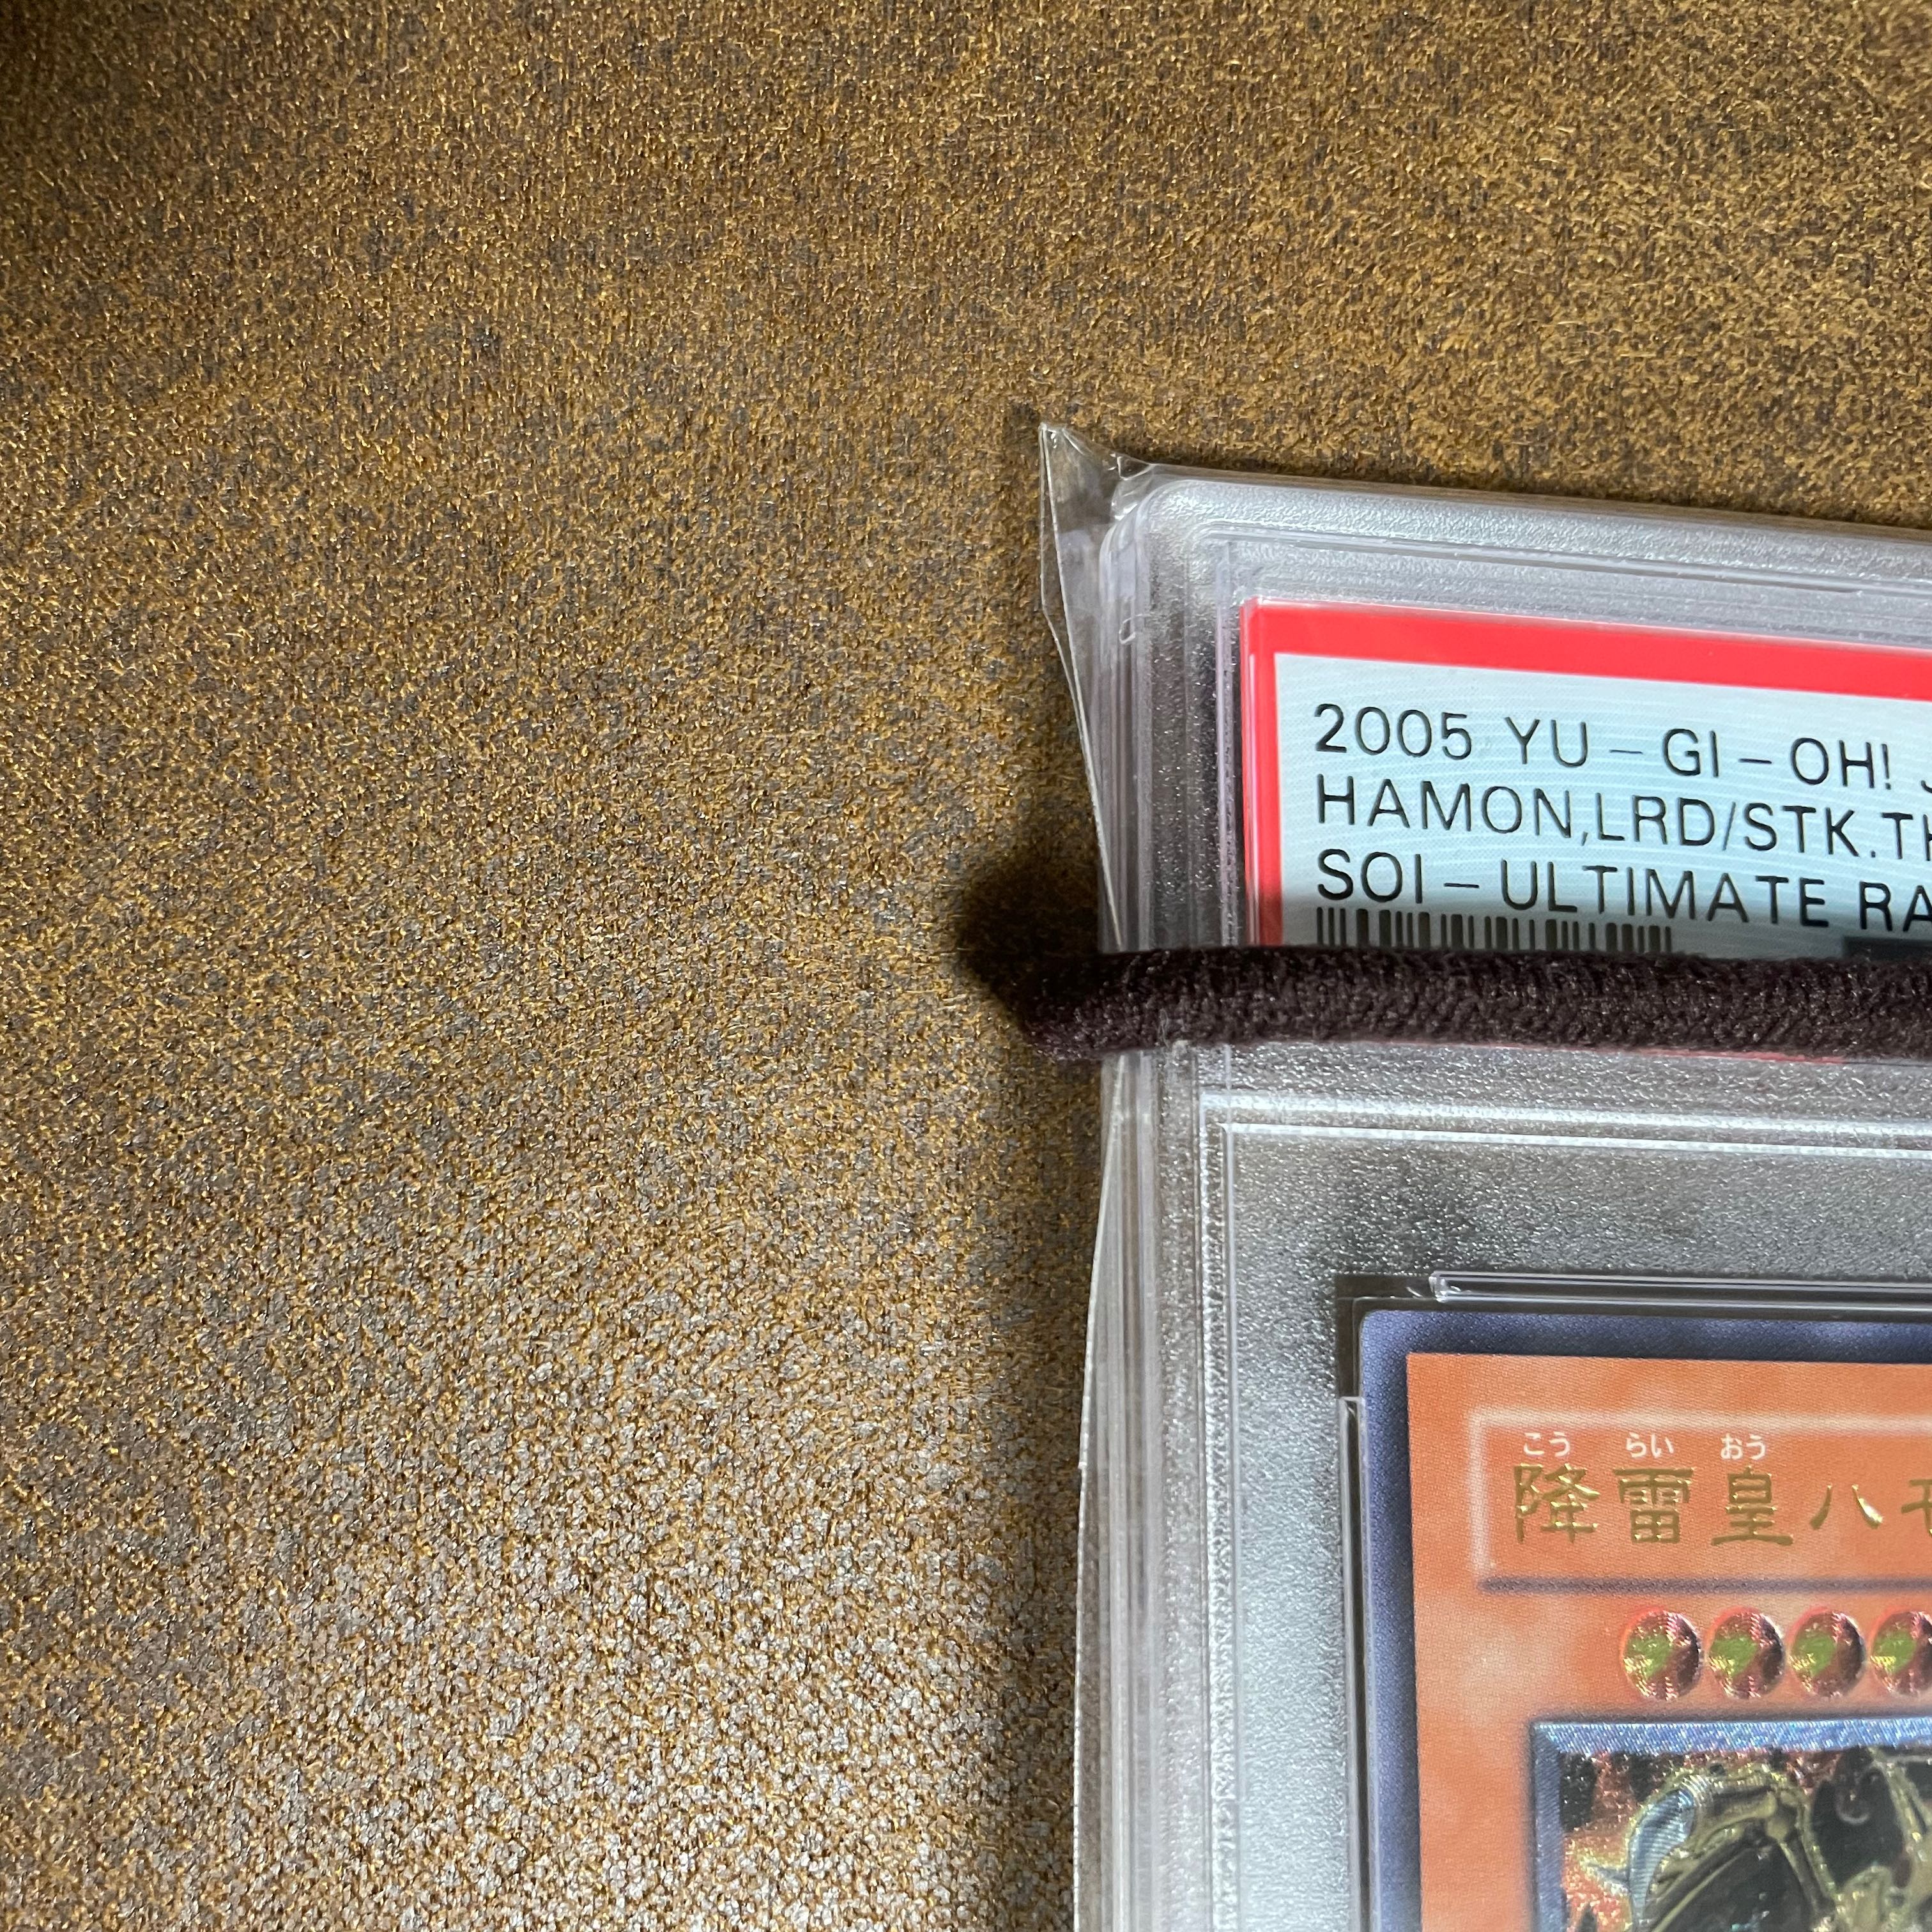 2005 YU-GI-OH!
HAMON,LRD/STK.TH
SOI-ULTIMATE RA
こう らい おう
降雷皇ハモ